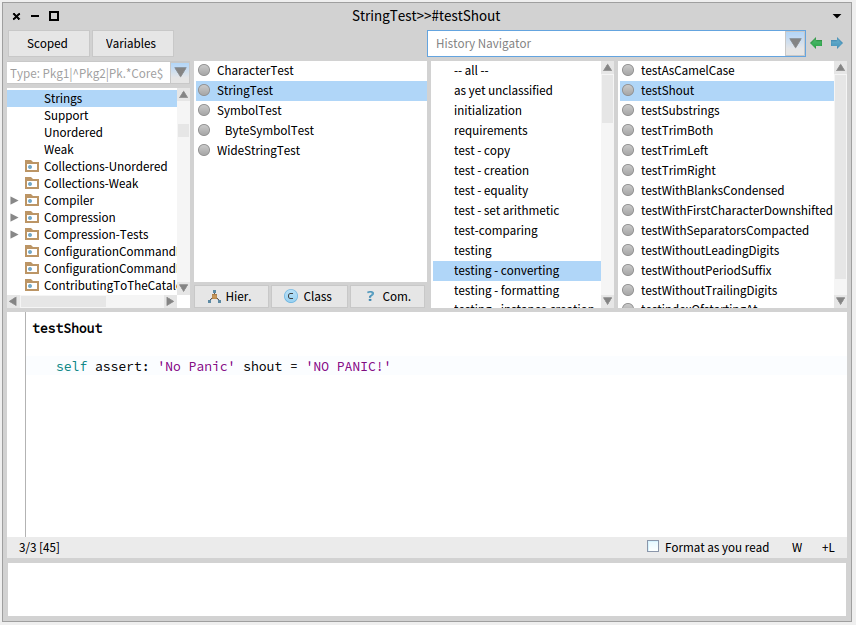 StringTest>>#testShout
Scoped
Variables
History Navigator
Type: Pkg1|^Pkg2|Pk.*Core$
Strings
Support
Unordered
Weak
Collections-Unordered
Collections-Weak
Compiler
Compression
Compression-Tests
ConfigurationCommand
ConfigurationCommand
ContributingToTheCatal
CharacterTest
StringTest
SymbolTest
ByteSymbolTest
WideStringTest
Hier.
C Class
? Com.
-- all --
as yet unclassified
initialization
requirements
test - copy
test - creation
test - equality
test - set arithmetic
test-comparing
testing
testing - converting
testing - formatting
testing - instance creation
testAsCamelCase
testShout
testSubstrings
testTrimBoth
testTrimLeft
testTrimRight
testWithBlanksCondensed
testWithFirstCharacterDownshifted
testWithSeparatorsCompacted
testWithoutLeadingDigits
testWithoutPeriodSuffix
testWithoutTrailingDigits
testShout
self assert: 'No Panic' shout = 'NO PANIC!'
3/3 [45]
Format as you read
W
+L